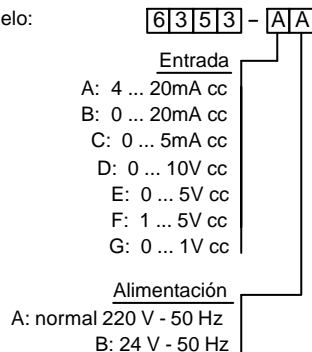 elo: 6353 - AA
Entrada
A: 4 ... 20mA cc
B: 0 ... 20mA cc
C: 0 ... 5mA cc
D: 0 ... 10V cc
E: 0 ... 5V cc
F: 1 ... 5V cc
G: 0 ... 1V cc
Alimentación
A: normal 220 V - 50 Hz
B: 24 V - 50 Hz